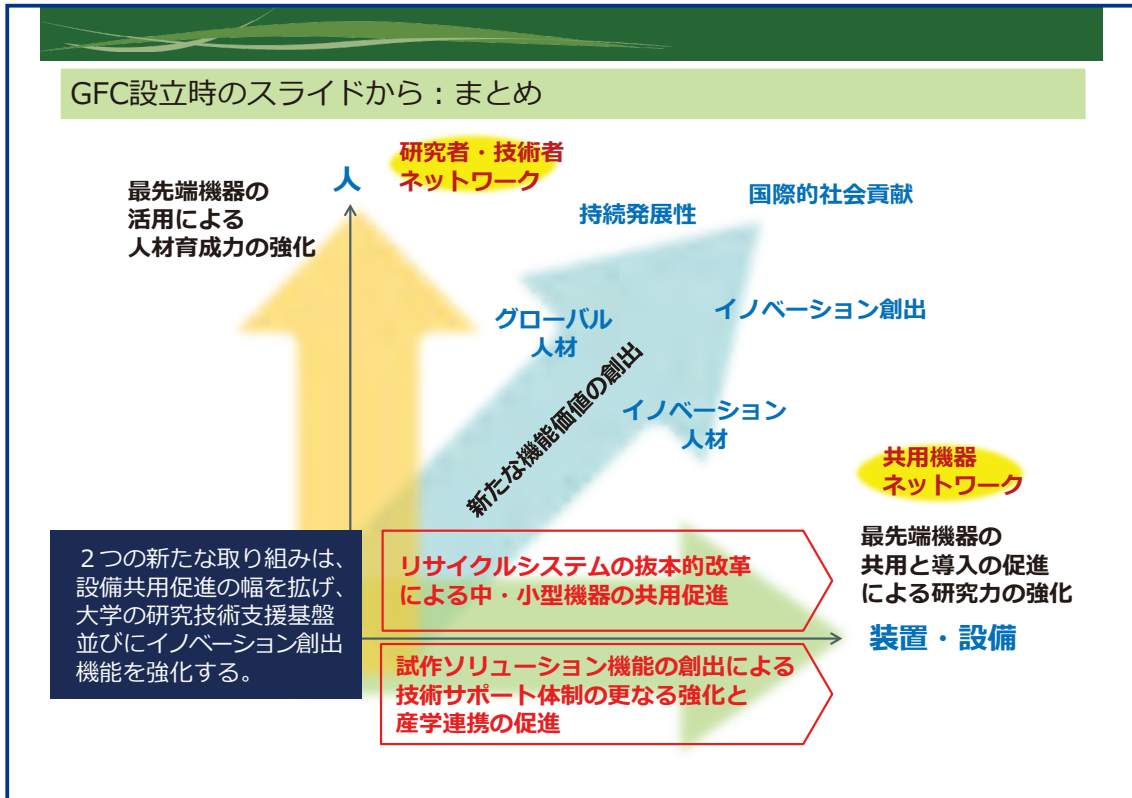 GFC設立時のスライドから：まとめ
人
研究者・技術者
ネットワーク
最先端機器の
活用による
人材育成力の強化
国際的社会貢献
持続発展性
グローバル
人材
イノベーション創出
新たな機能価値の創出
イノベーション
人材
共用機器
ネットワーク
最先端機器の
共用と導入の促進
による研究力の強化
装置・設備
２つの新たな取り組みは、
設備共用促進の幅を拡げ、
大学の研究技術支援基盤
並びにイノベーション創出
機能を強化する。
リサイクルシステムの抜本的改革
による中・小型機器の共用促進
試作ソリューション機能の創出による
技術サポート体制の更なる強化と
産学連携の促進